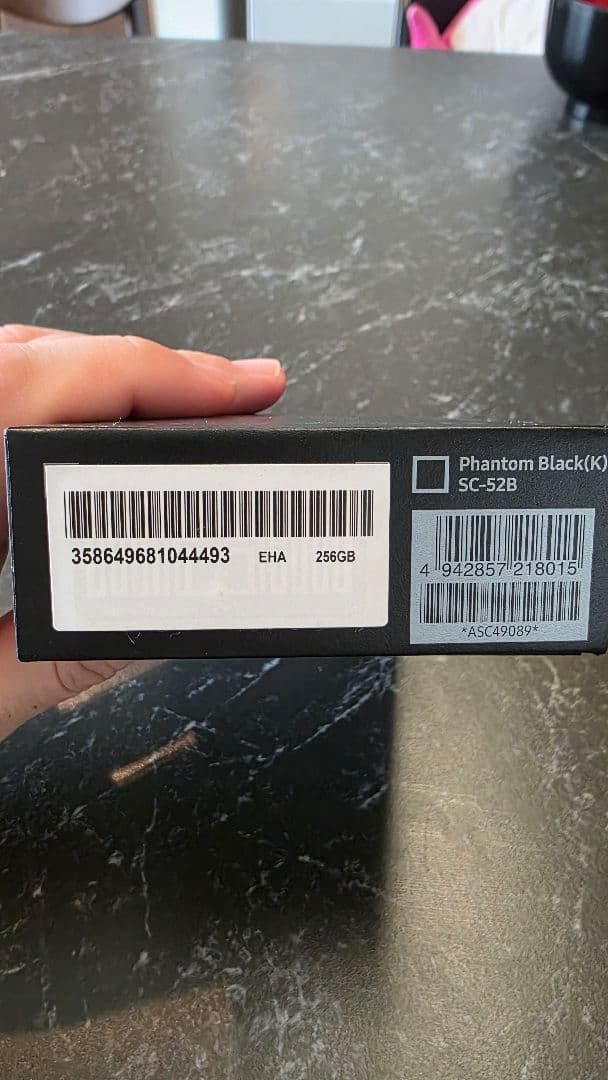 358649681044493 EHA 256GB
Phantom Black(K)
SC-52B
4 942857 218015
*ASC49089*